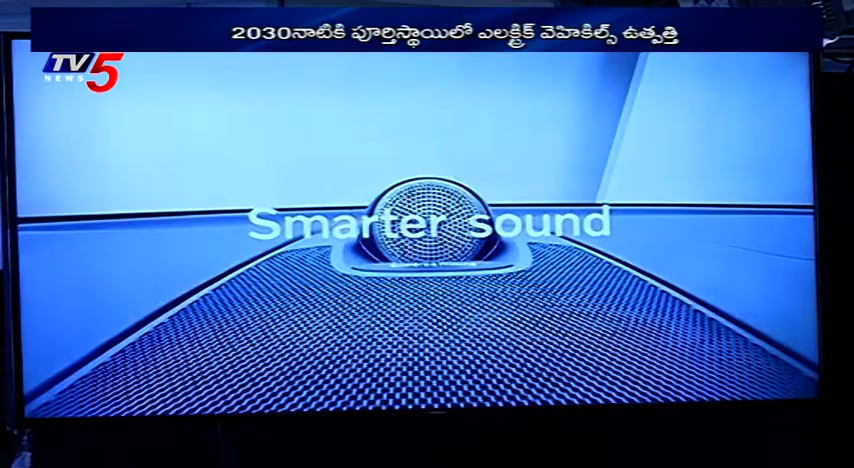 2030నాటికి పూర్తిస్థాయిలో ఎలక్ట్రిక్ వెహికిల్స్ ఉత్పత్తి
TV5
NEWS
Smarter sound